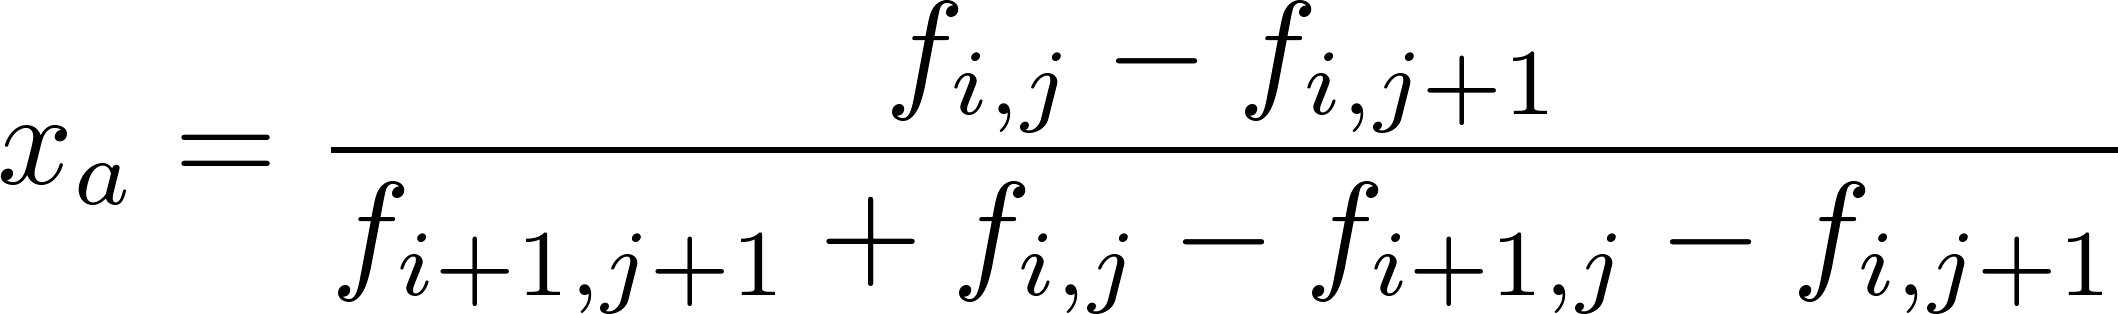 x_a = \frac{f_{i,j} - f_{i,j+1}}{f_{i+1,j+1} + f_{i,j} - f_{i+1,j} - f_{i,j+1}}